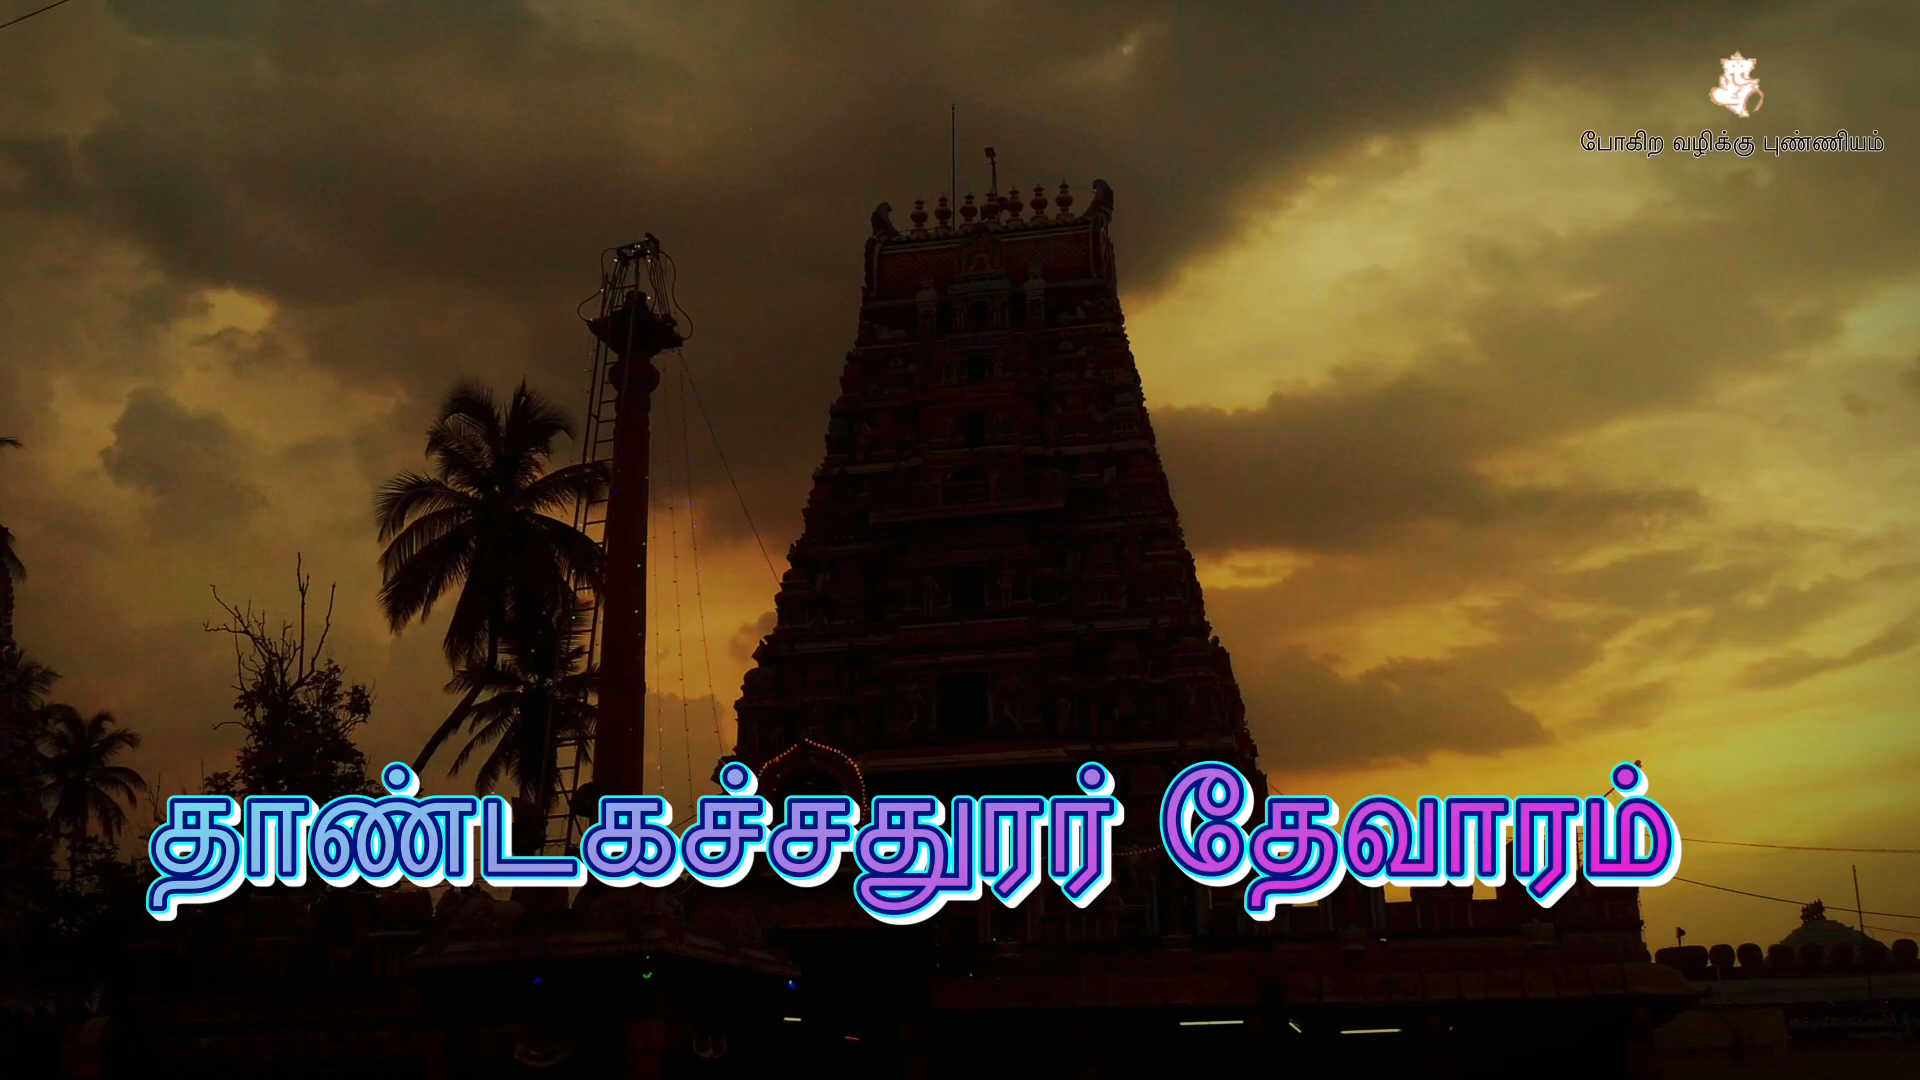 போகிற வழிக்கு புண்ணியம்
தாண்டகச்சதுரர் தேவாரம்